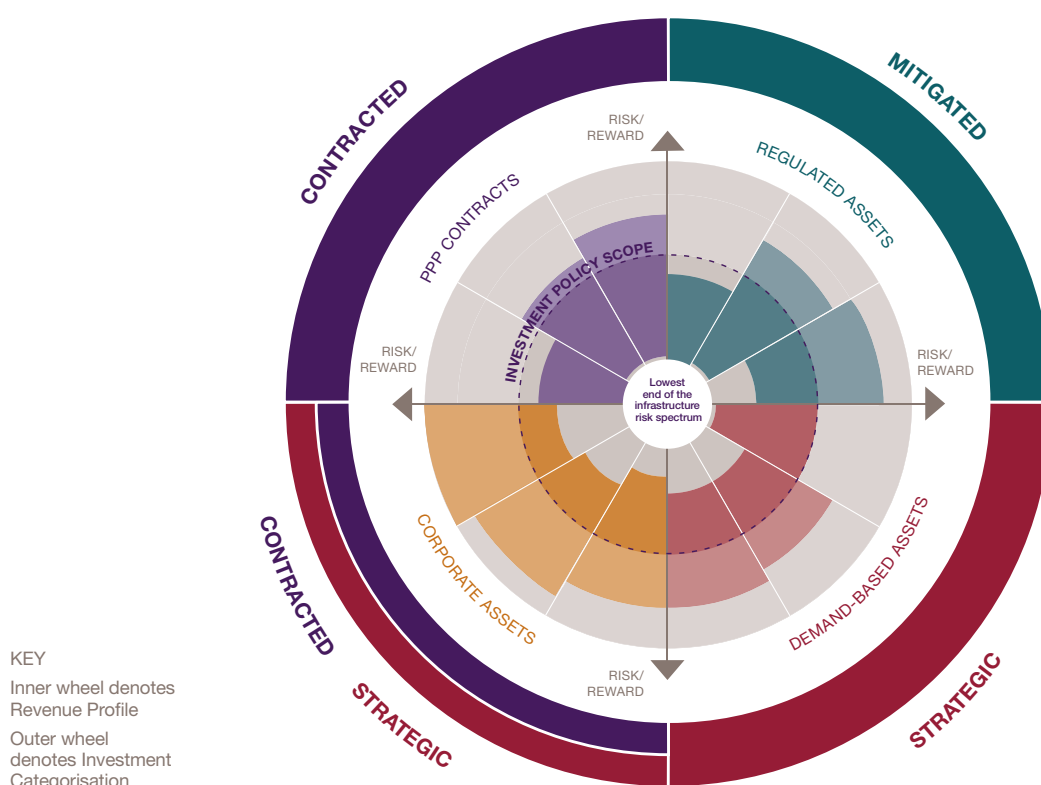 CONTRACTED
MITIGATED
RISK/
REWARD
PPP CONTRACTS
REGULATED ASSETS
INVESTMENT POLICY SCOPE
RISK/
REWARD
RISK/
REWARD
Lowest
end of the
infrastructure
risk spectrum
CORPORATE ASSETS
DEMAND-BASED ASSETS
CONTRACTED
STRATEGIC
STRATEGIC
RISK/
REWARD
KEY
Inner wheel denotes
Revenue Profile
Outer wheel
denotes Investment
Categorisation